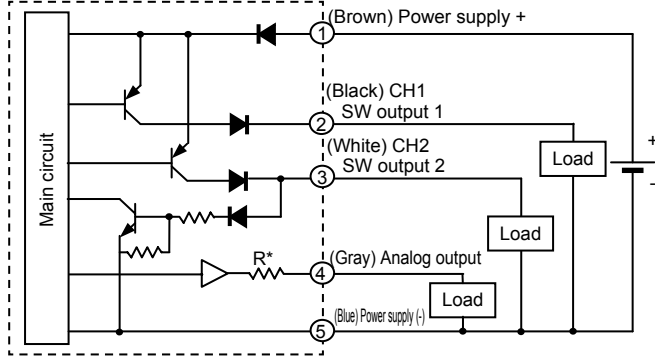 (Brown) Power supply +
1
(Black) CH1
SW output 1
2
(White) CH2
SW output 2
3
Main circuit
+
-
Load
Load
R*
4
(Gray) Analog output
Load
5
(Blue) Power supply (-)